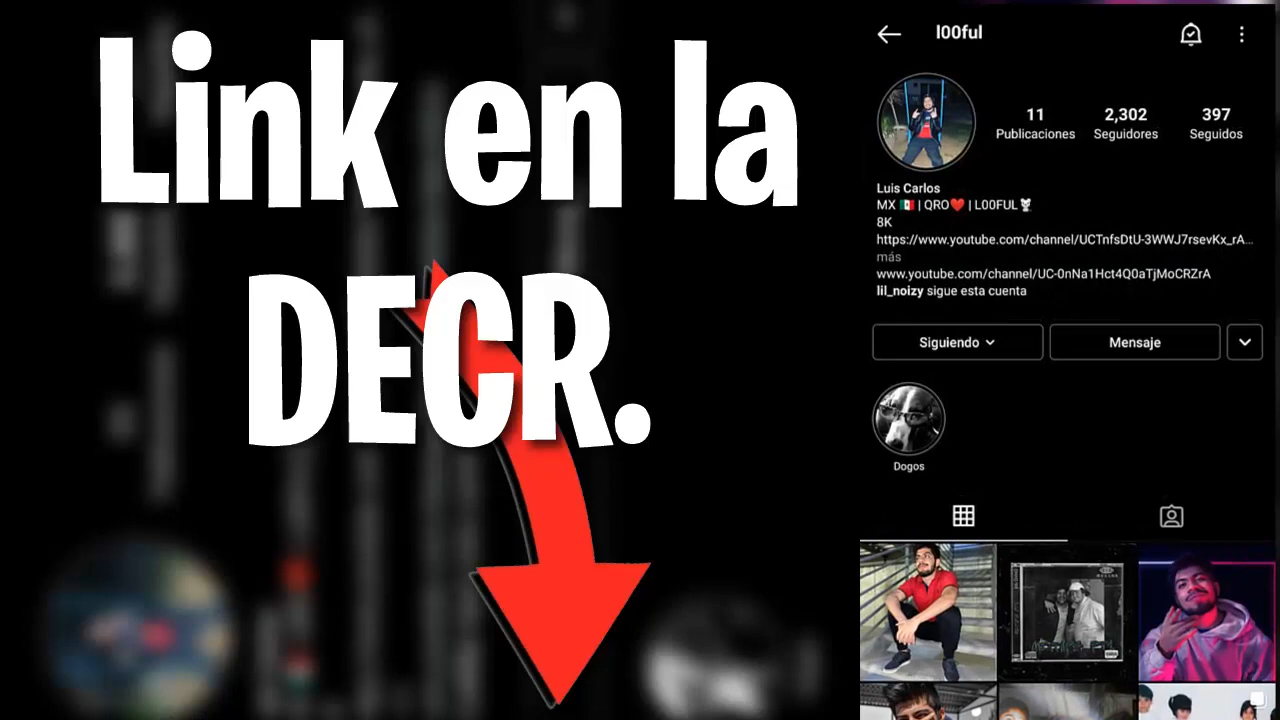 Link en la
DECR.
l00ful
11
Publicaciones
2,302
Seguidores
397
Seguidos
Luis Carlos
MX 🇲🇽 | QRO❤️ | L00FUL🐭
8K
https://www.youtube.com/channel/UCTnfsDtU-3WWJ7rsevKx_rA...
más
www.youtube.com/channel/UC-0nNa1Hct4Q0aTjMoCRZrA
lil_noizy sigue esta cuenta
Siguiendo
Mensaje
Dogos